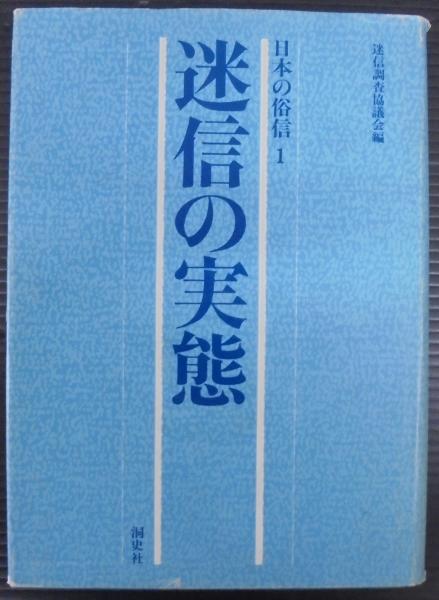 迷信調査協議会編
日本の俗信 1
迷信の実態
洞史社